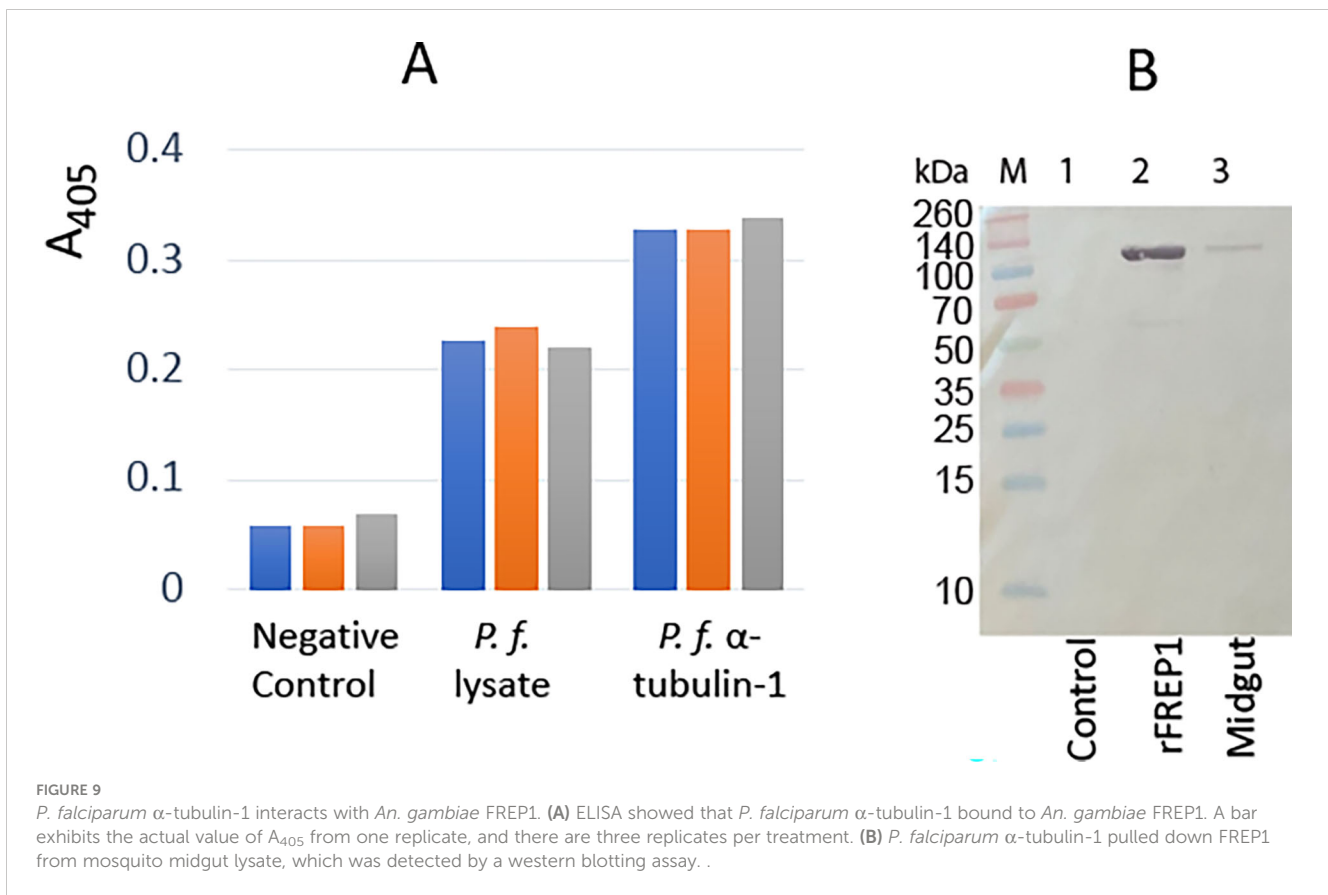 A
A405
0.4
0.3
0.2
0.1
0
Negative
Control
P. f.
lysate
P. f. α-
tubulin-1
B
kDa M 1 2 3
260
140
100
70
50
35
25
15
10
Control
rFREP1
Midgut
FIGURE 9
P. falciparum α-tubulin-1 interacts with An. gambiae FREP1. (A) ELISA showed that P. falciparum α-tubulin-1 bound to An. gambiae FREP1. A bar
exhibits the actual value of A405 from one replicate, and there are three replicates per treatment. (B) P. falciparum α-tubulin-1 pulled down FREP1
from mosquito midgut lysate, which was detected by a western blotting assay. .